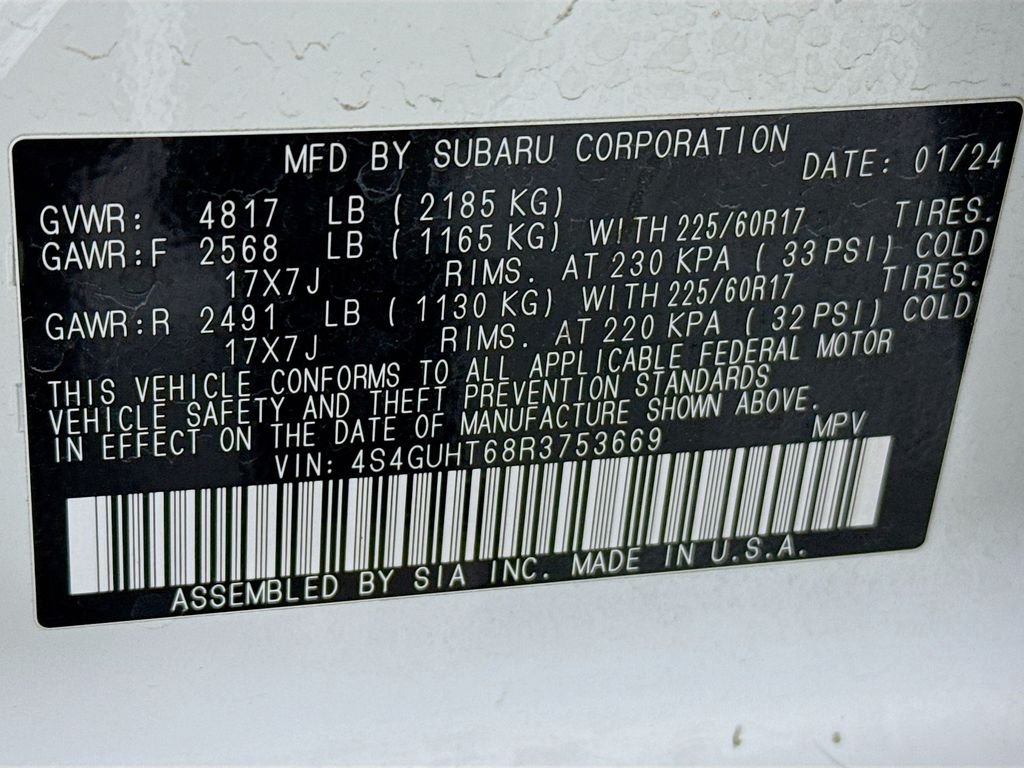 MFD BY SUBARU CORPORATION DATE: 01/24
GVWR: 4817 LB ( 2185 KG)
GAWR:F 2568 LB ( 1165 KG) WITH 225/60R17 TIRES.
17X7J RIMS. AT 230 KPA ( 33 PSI) COLD
GAWR:R 2491 LB ( 1130 KG) WITH 225/60R17 TIRES.
17X7J RIMS. AT 220 KPA ( 32 PSI) COLD
THIS VEHICLE CONFORMS TO ALL APPLICABLE FEDERAL MOTOR
VEHICLE SAFETY AND THEFT PREVENTION STANDARDS
IN EFFECT ON THE DATE OF MANUFACTURE SHOWN ABOVE.
VIN: 4S4GUHT68R3753669 MPV
ASSEMBLED BY SIA INC. MADE IN U.S.A.